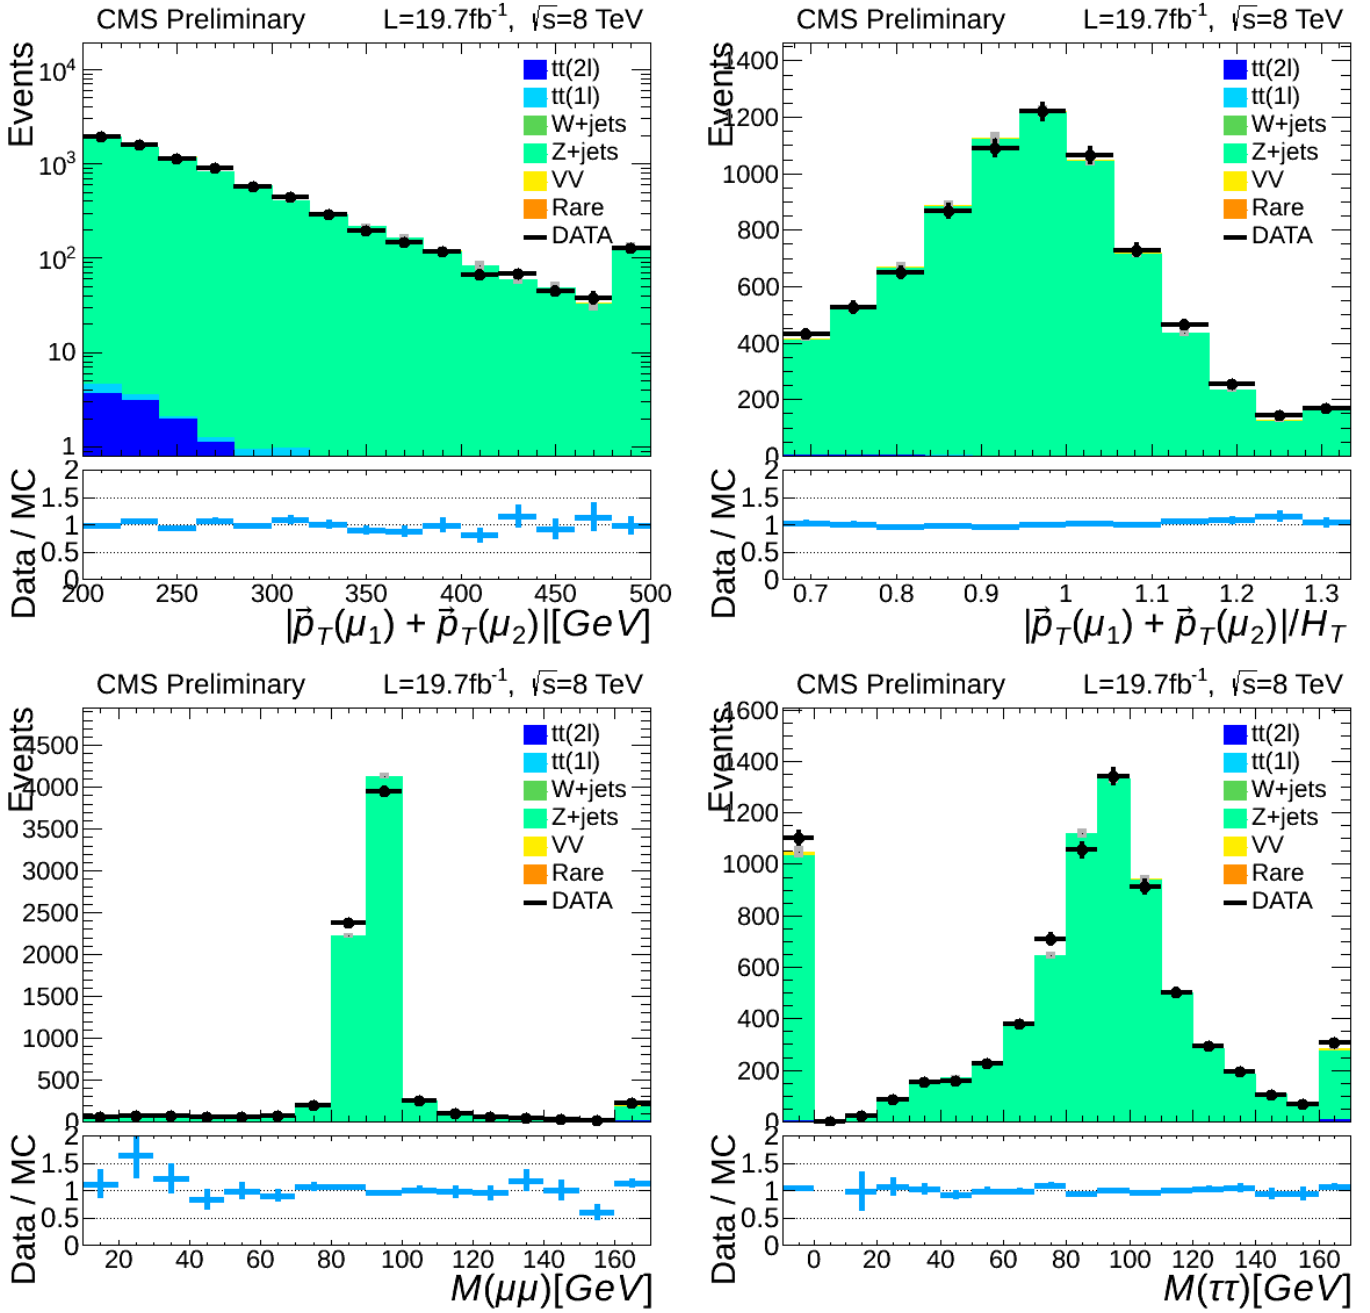 CMS Preliminary L=19.7fb⁻¹, √s=8 TeV
Events
10⁴
10³
10²
10
1
tt(2l)
tt(1l)
W+jets
Z+jets
VV
Rare
DATA
Data / MC
2
1.5
1
0.5
0
200 250 300 350 400 450 500
|p⃗_T(μ₁) + p⃗_T(μ₂)|[GeV]
CMS Preliminary L=19.7fb⁻¹, √s=8 TeV
Events
1400
1200
1000
800
600
400
200
0
tt(2l)
tt(1l)
W+jets
Z+jets
VV
Rare
DATA
Data / MC
2
1.5
1
0.5
0
0.7 0.8 0.9 1 1.1 1.2 1.3
|p⃗_T(μ₁) + p⃗_T(μ₂)|/H_T
CMS Preliminary L=19.7fb⁻¹, √s=8 TeV
Events
4500
4000
3500
3000
2500
2000
1500
1000
500
0
tt(2l)
tt(1l)
W+jets
Z+jets
VV
Rare
DATA
Data / MC
2
1.5
1
0.5
0
20 40 60 80 100 120 140 160
M(μμ)[GeV]
CMS Preliminary L=19.7fb⁻¹, √s=8 TeV
Events
1600
1400
1200
1000
800
600
400
200
0
tt(2l)
tt(1l)
W+jets
Z+jets
VV
Rare
DATA
Data / MC
2
1.5
1
0.5
0
0 20 40 60 80 100 120 140 160
M(ττ)[GeV]